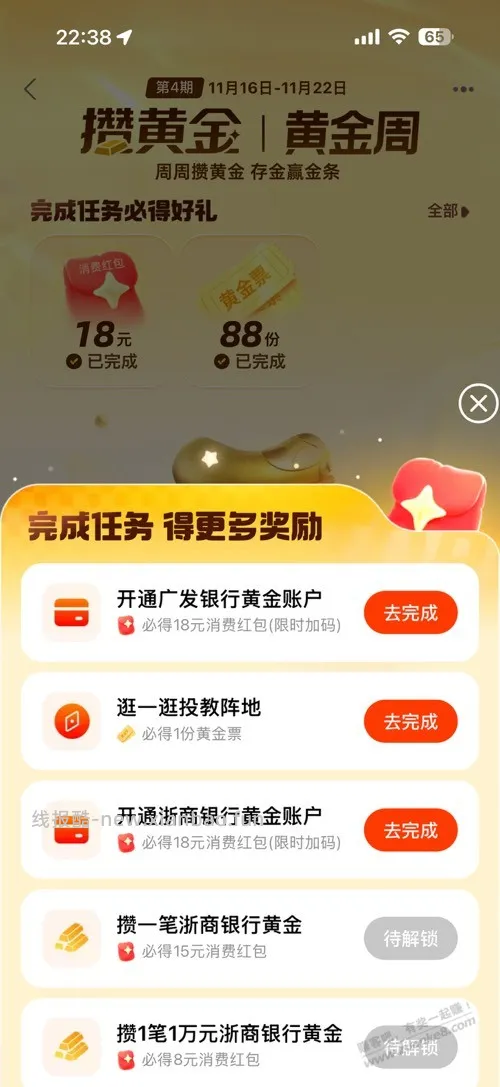 22:38
65
第4期 11月16日-11月22日
攒黄金 | 黄金周
周周攒黄金 存金赢金条
完成任务必得好礼
全部
消费红包
黄金票
18元
88份
已完成
已完成
完成任务 得更多奖励
开通广发银行黄金账户
必得18元消费红包(限时加码)
去完成
逛一逛投教阵地
必得1份黄金票
去完成
开通浙商银行黄金账户
必得18元消费红包(限时加码)
去完成
攒一笔浙商银行黄金
必得15元消费红包
待解锁
攒1笔1万元浙商银行黄金
必得8元消费红包
待解锁